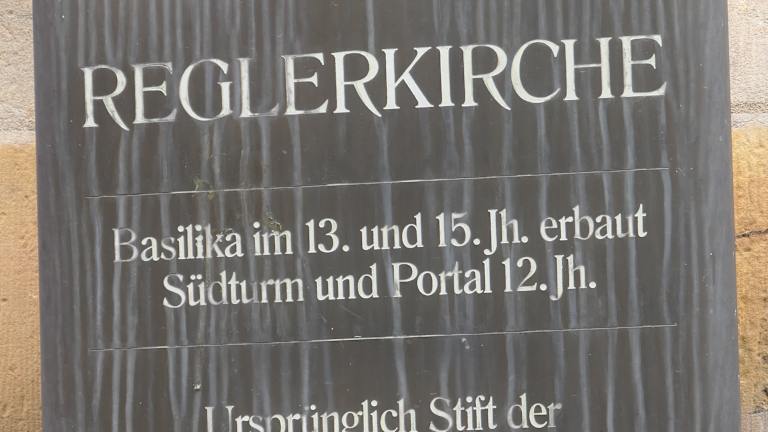 REGLERKIRCHE
Basilika im 13. und 15. Jh. erbaut
Südturm und Portal 12. Jh.
Ursprünglich Stift der